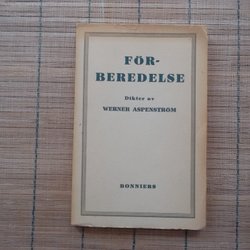 FÖR-
BEREDELSE
Dikter av
WERNER ASPENSTRÖM
BONNIERS